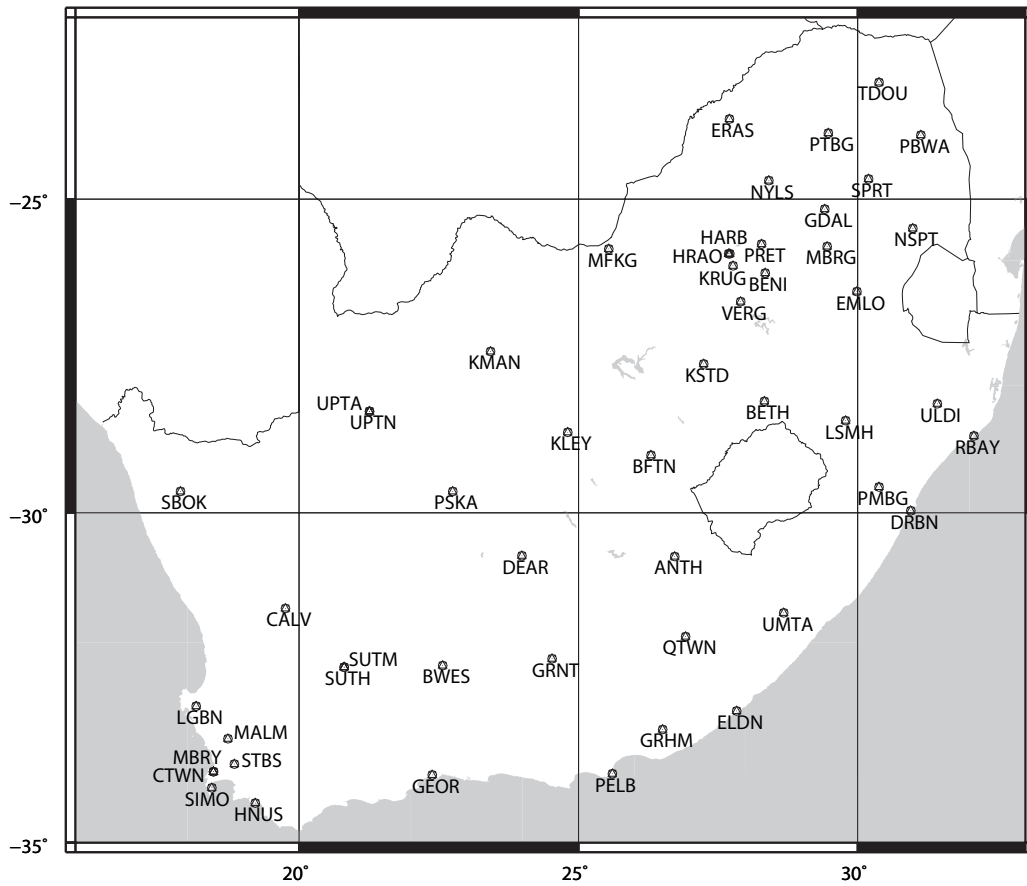 TDOU
ERAS
PTBG
PBWA
NYLS
SPRT
−25°
GDAL
NSPT
HARB
MFKG
HRAO
PRET
MBRG
KRUG
BENI
EMLO
VERG
KMAN
KSTD
UPTA
UPTN
BETH
ULDI
LSMH
KLEY
RBAY
BFTN
SBOK
PSKA
PMBG
−30°
DRBN
DEAR
ANTH
CALV
UMTA
QTWN
SUTM
SUTH
BWES
GRNT
LGBN
ELDN
MALM
GRHM
MBRY
STBS
CTWN
GEOR
PELB
SIMO
HNUS
−35°
20°
25°
30°